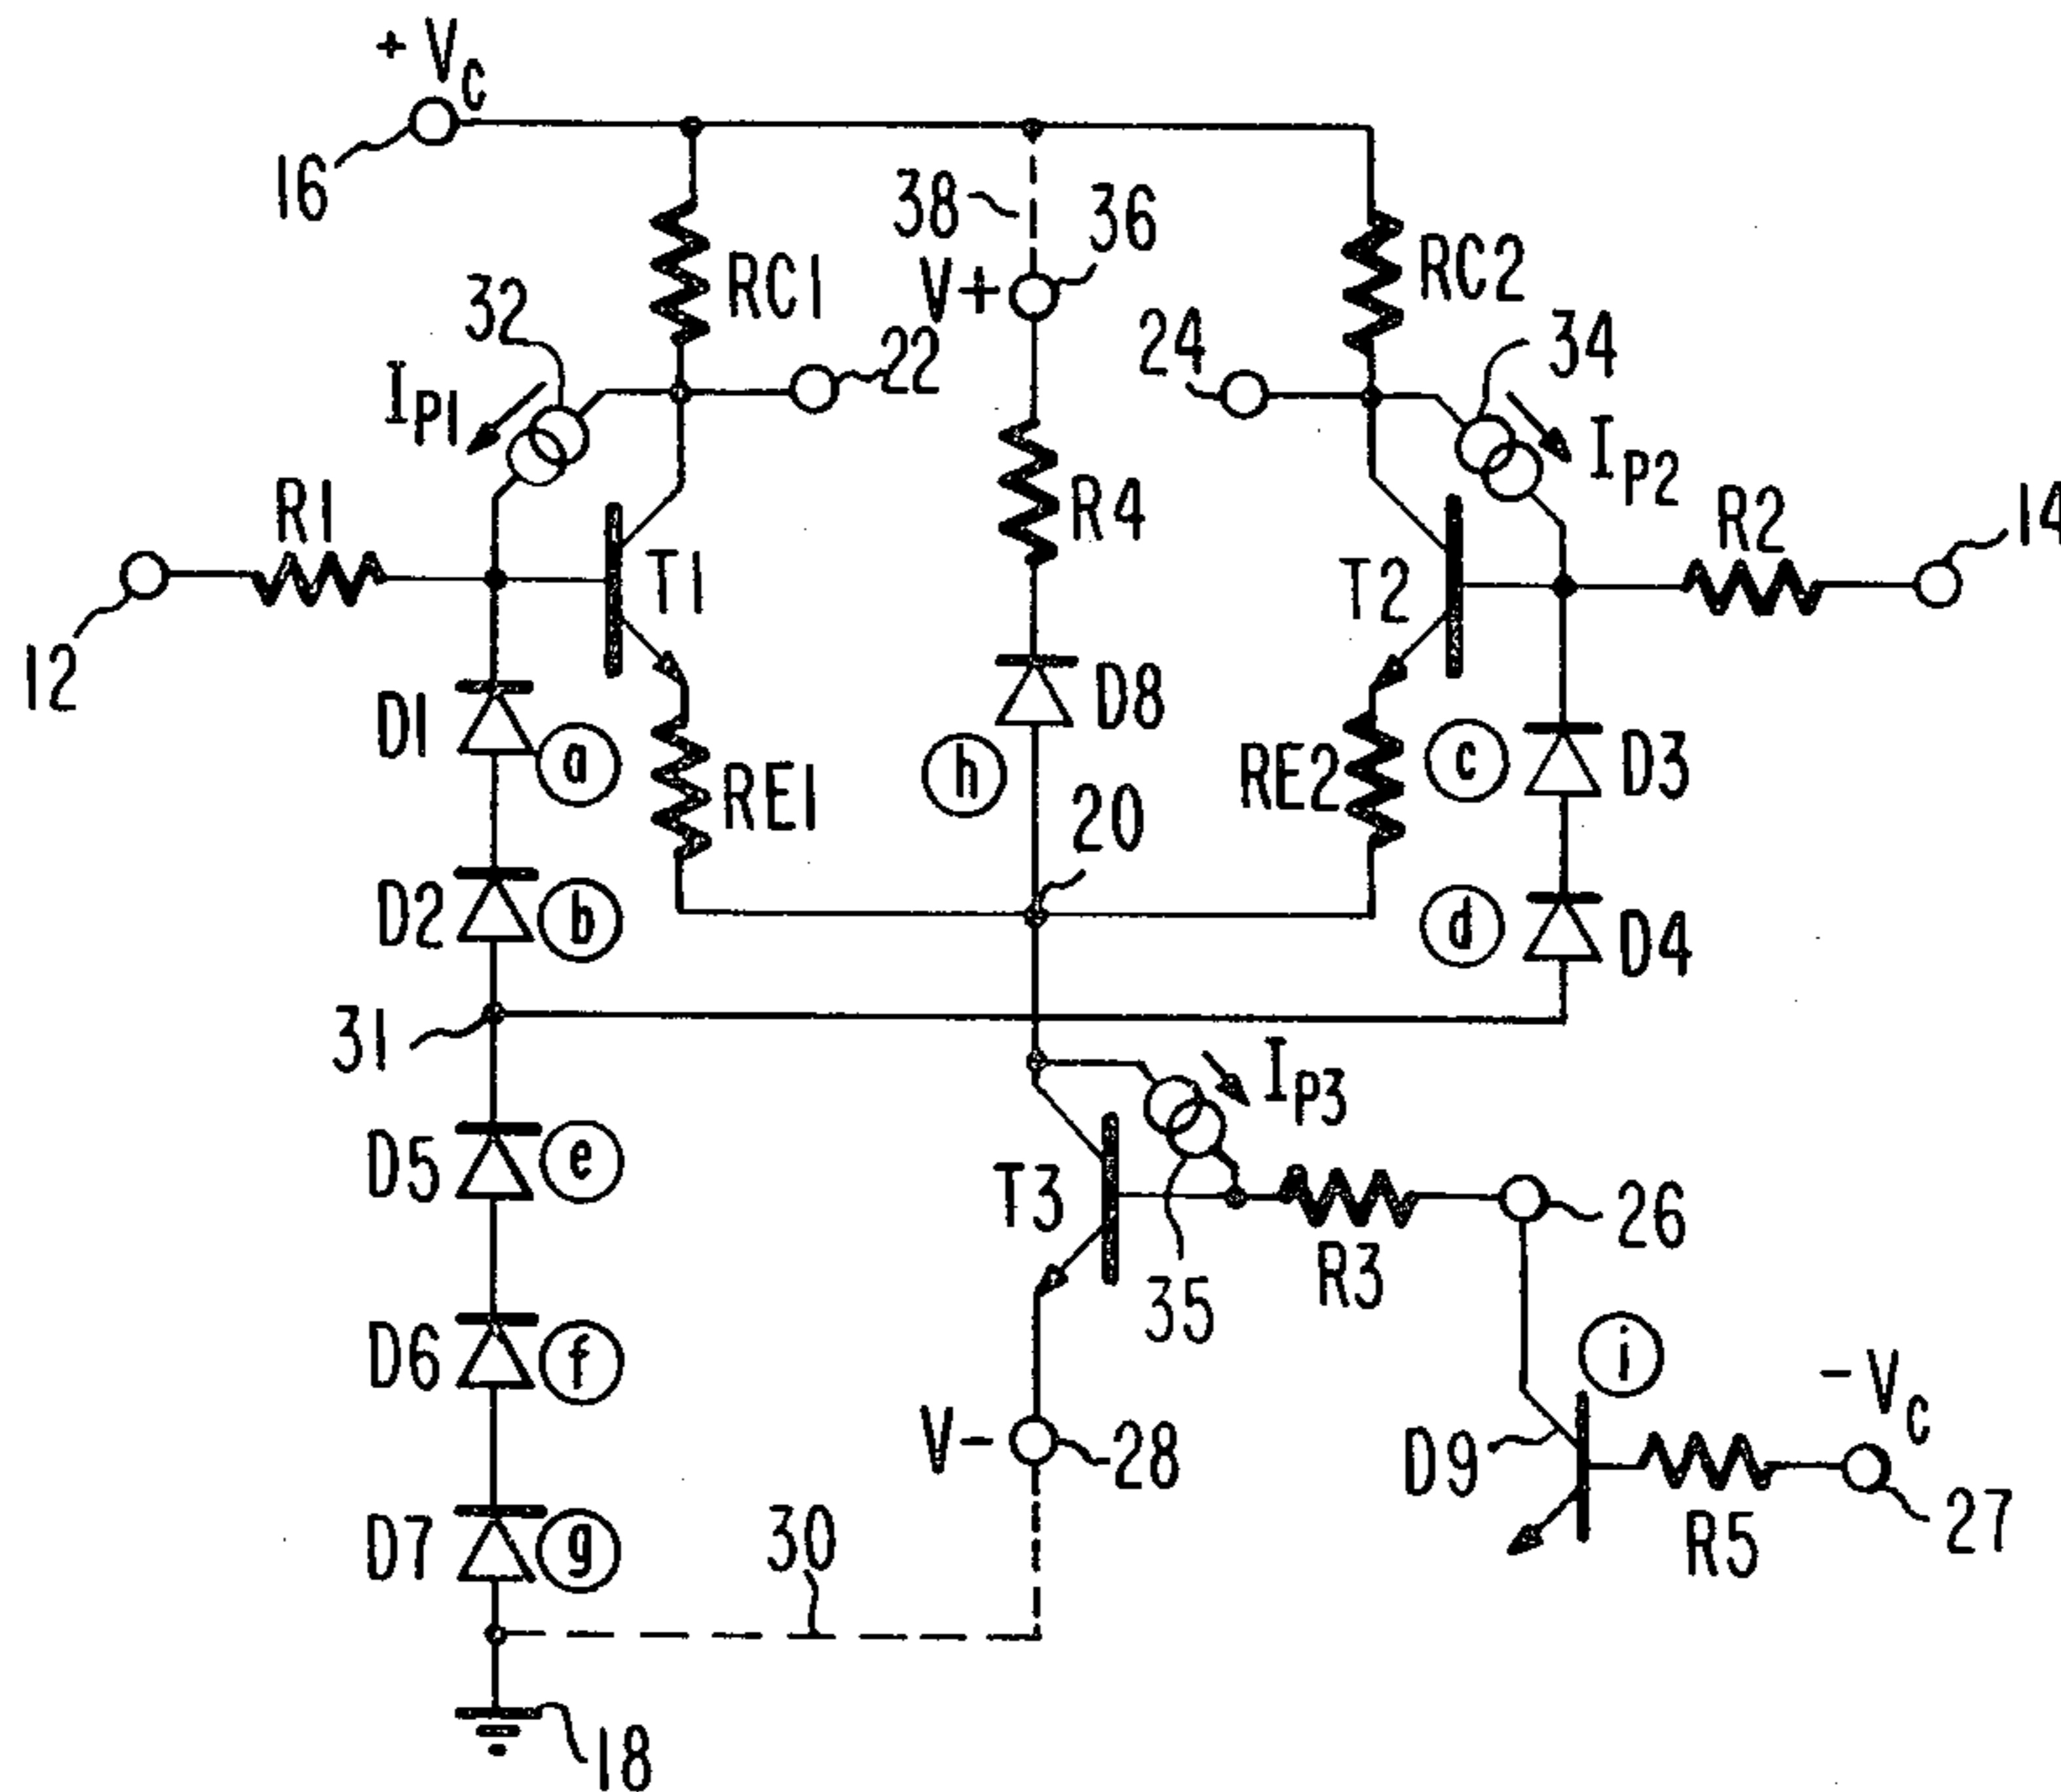 + VC
16
38
36
V+
RC1
RC2
32
22
24
34
IP1
IP2
R1
R4
R2
14
T1
T2
12
D1
a
D8
h
RE1
20
RE2
c
D3
D2
b
d
D4
31
IP3
D5
e
T3
R3
26
35
D6
f
i
- VC
V-
28
D9
R5
27
D7
g
30
18